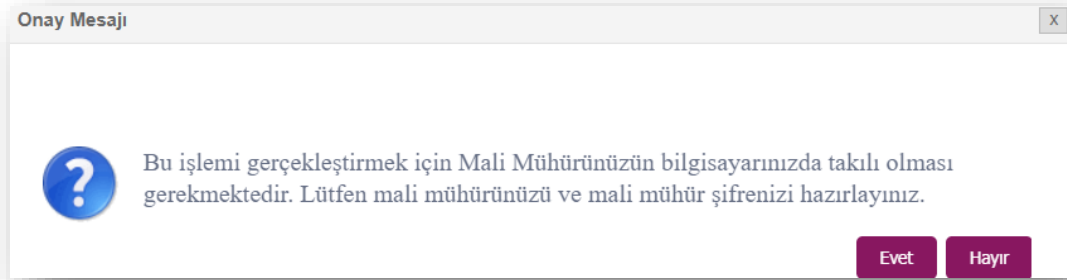 Onay Mesajı
X
Bu işlemi gerçekleştirmek için Mali Mühürünüzün bilgisayarınızda takılı olması
gerekmektedir. Lütfen mali mühürünüzü ve mali mühür şifrenizi hazırlayınız.
Evet Hayır